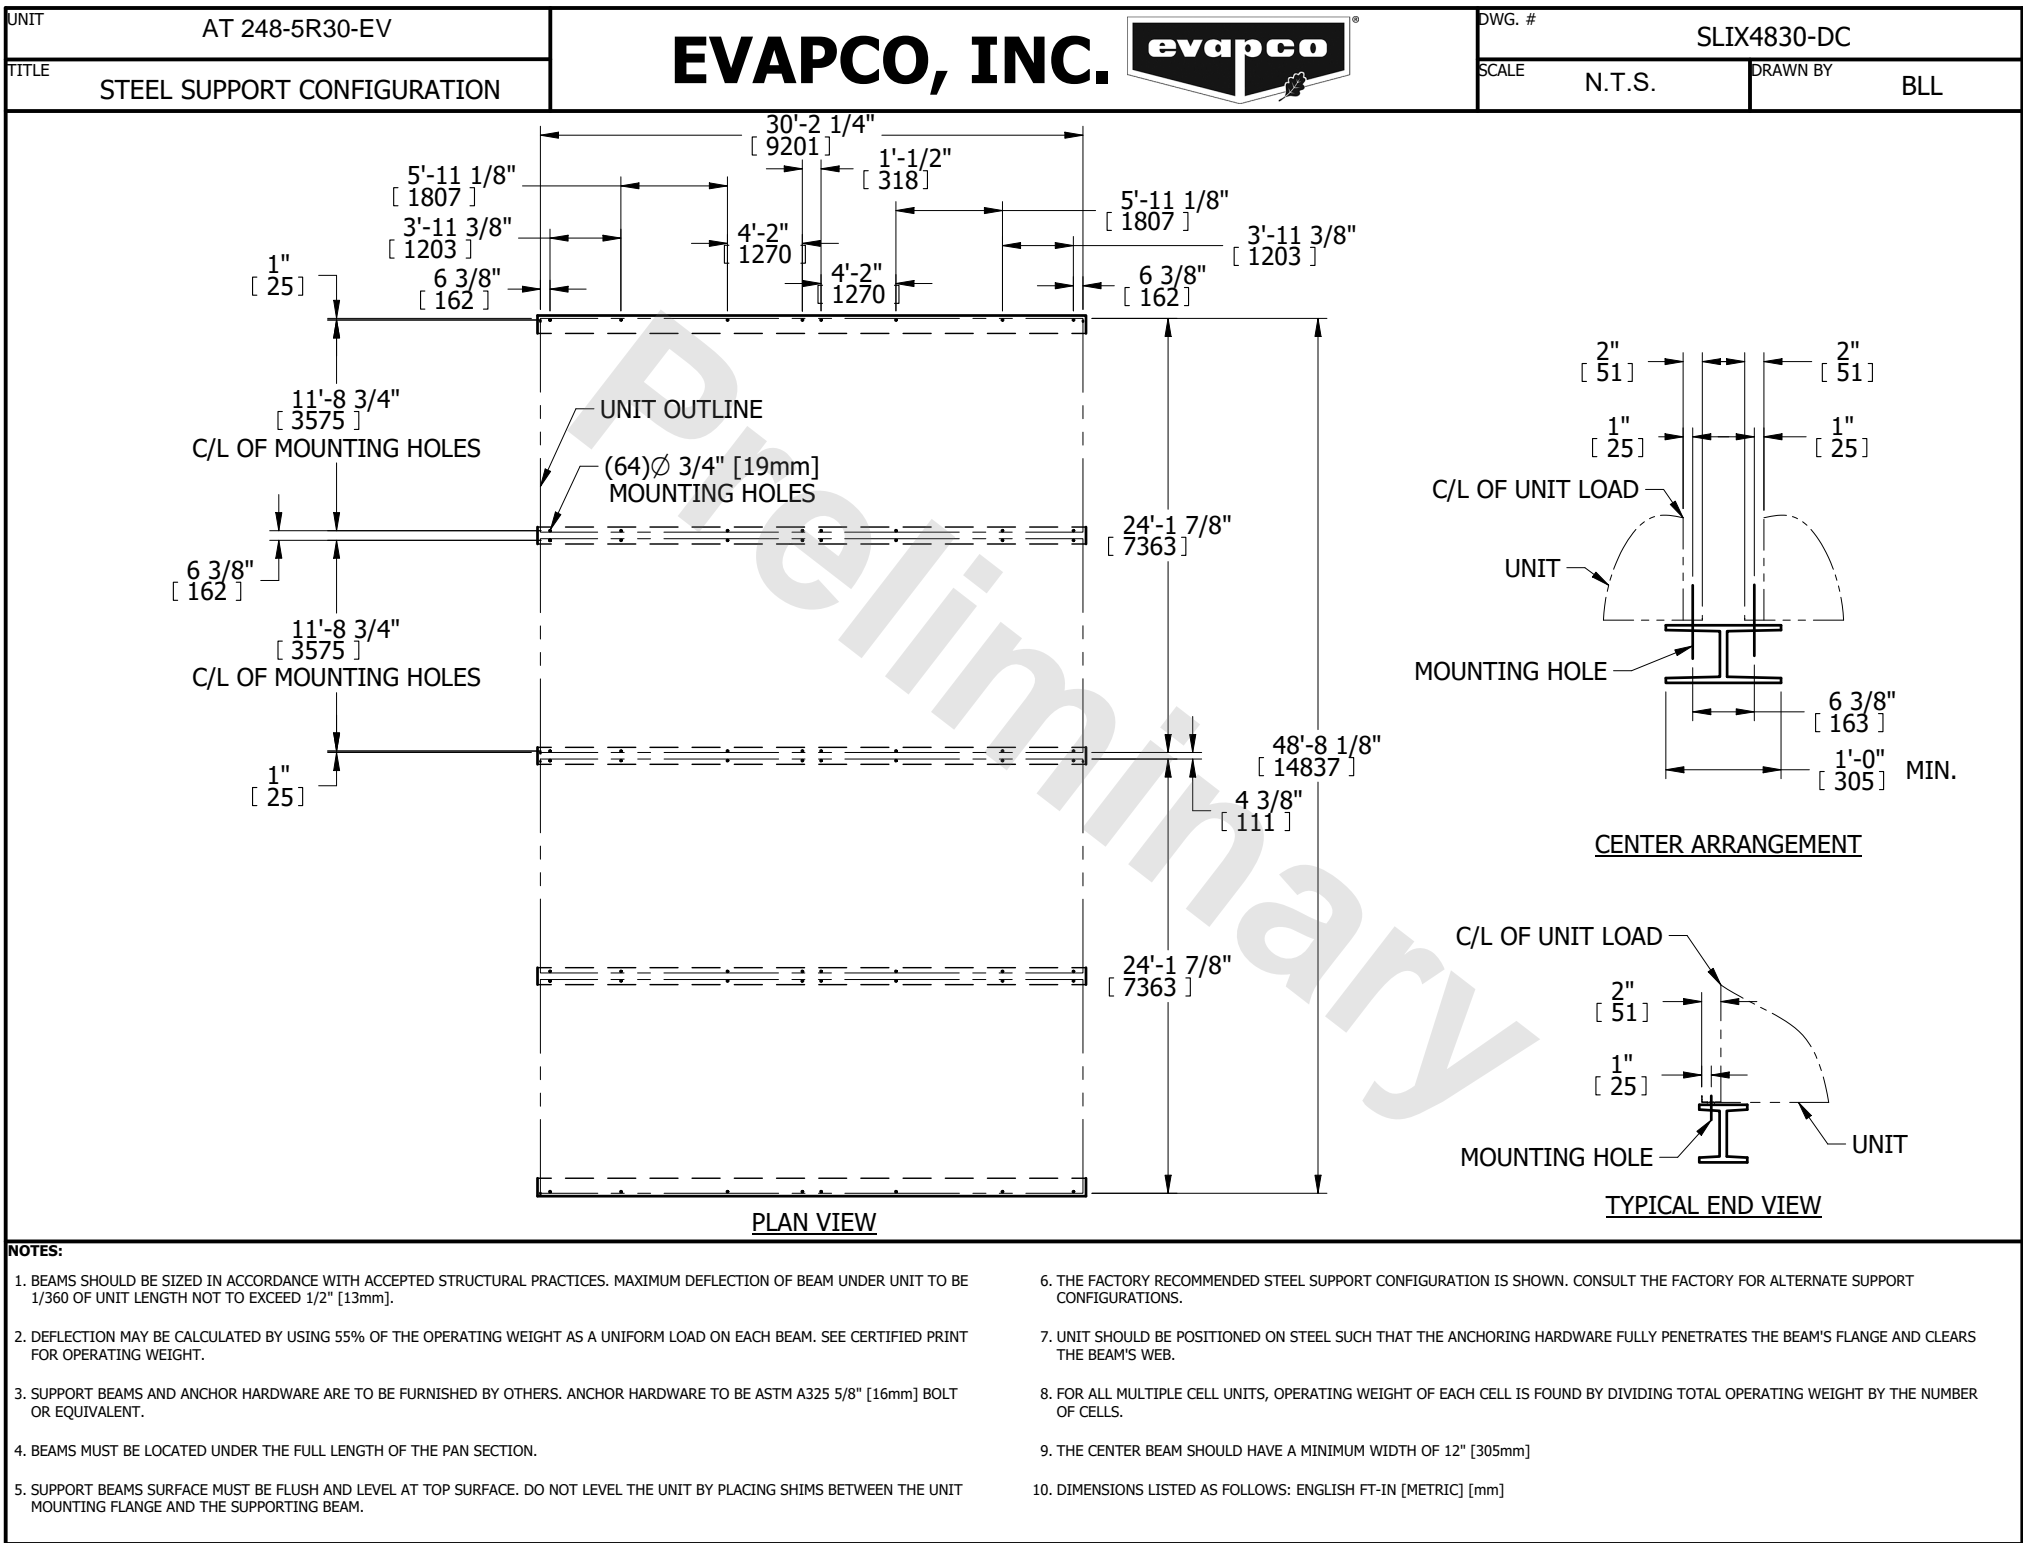 UNIT
AT 248-5R30-EV
TITLE
STEEL SUPPORT CONFIGURATION
EVAPCO, INC.
evapco
®
DWG. #
SLIX4830-DC
SCALE
N.T.S.
DRAWN BY
BLL
30'-2 1/4"
[ 9201 ]
1'-1/2"
[ 318 ]
5'-11 1/8"
[ 1807 ]
5'-11 1/8"
[ 1807 ]
3'-11 3/8"
[ 1203 ]
4'-2"
[ 1270 ]
3'-11 3/8"
[ 1203 ]
1"
[ 25 ]
6 3/8"
[ 162 ]
4'-2"
[ 1270 ]
6 3/8"
[ 162 ]
11'-8 3/4"
[ 3575 ]
C/L OF MOUNTING HOLES
UNIT OUTLINE
(64)Ø 3/4" [19mm]
MOUNTING HOLES
6 3/8"
[ 162 ]
11'-8 3/4"
[ 3575 ]
C/L OF MOUNTING HOLES
1"
[ 25 ]
24'-1 7/8"
[ 7363 ]
48'-8 1/8"
[ 14837 ]
4 3/8"
[ 111 ]
24'-1 7/8"
[ 7363 ]
PLAN VIEW
Preliminary
2"
[ 51 ]
2"
[ 51 ]
1"
[ 25 ]
1"
[ 25 ]
C/L OF UNIT LOAD
UNIT
MOUNTING HOLE
6 3/8"
[ 163 ]
1'-0"
[ 305 ] MIN.
CENTER ARRANGEMENT
C/L OF UNIT LOAD
2"
[ 51 ]
1"
[ 25 ]
MOUNTING HOLE
UNIT
TYPICAL END VIEW
NOTES:
1. BEAMS SHOULD BE SIZED IN ACCORDANCE WITH ACCEPTED STRUCTURAL PRACTICES. MAXIMUM DEFLECTION OF BEAM UNDER UNIT TO BE
1/360 OF UNIT LENGTH NOT TO EXCEED 1/2" [13mm].
2. DEFLECTION MAY BE CALCULATED BY USING 55% OF THE OPERATING WEIGHT AS A UNIFORM LOAD ON EACH BEAM. SEE CERTIFIED PRINT
FOR OPERATING WEIGHT.
3. SUPPORT BEAMS AND ANCHOR HARDWARE ARE TO BE FURNISHED BY OTHERS. ANCHOR HARDWARE TO BE ASTM A325 5/8" [16mm] BOLT
OR EQUIVALENT.
4. BEAMS MUST BE LOCATED UNDER THE FULL LENGTH OF THE PAN SECTION.
5. SUPPORT BEAMS SURFACE MUST BE FLUSH AND LEVEL AT TOP SURFACE. DO NOT LEVEL THE UNIT BY PLACING SHIMS BETWEEN THE UNIT
MOUNTING FLANGE AND THE SUPPORTING BEAM.
6. THE FACTORY RECOMMENDED STEEL SUPPORT CONFIGURATION IS SHOWN. CONSULT THE FACTORY FOR ALTERNATE SUPPORT
CONFIGURATIONS.
7. UNIT SHOULD BE POSITIONED ON STEEL SUCH THAT THE ANCHORING HARDWARE FULLY PENETRATES THE BEAM'S FLANGE AND CLEARS
THE BEAM'S WEB.
8. FOR ALL MULTIPLE CELL UNITS, OPERATING WEIGHT OF EACH CELL IS FOUND BY DIVIDING TOTAL OPERATING WEIGHT BY THE NUMBER
OF CELLS.
9. THE CENTER BEAM SHOULD HAVE A MINIMUM WIDTH OF 12" [305mm]
10. DIMENSIONS LISTED AS FOLLOWS: ENGLISH FT-IN [METRIC] [mm]